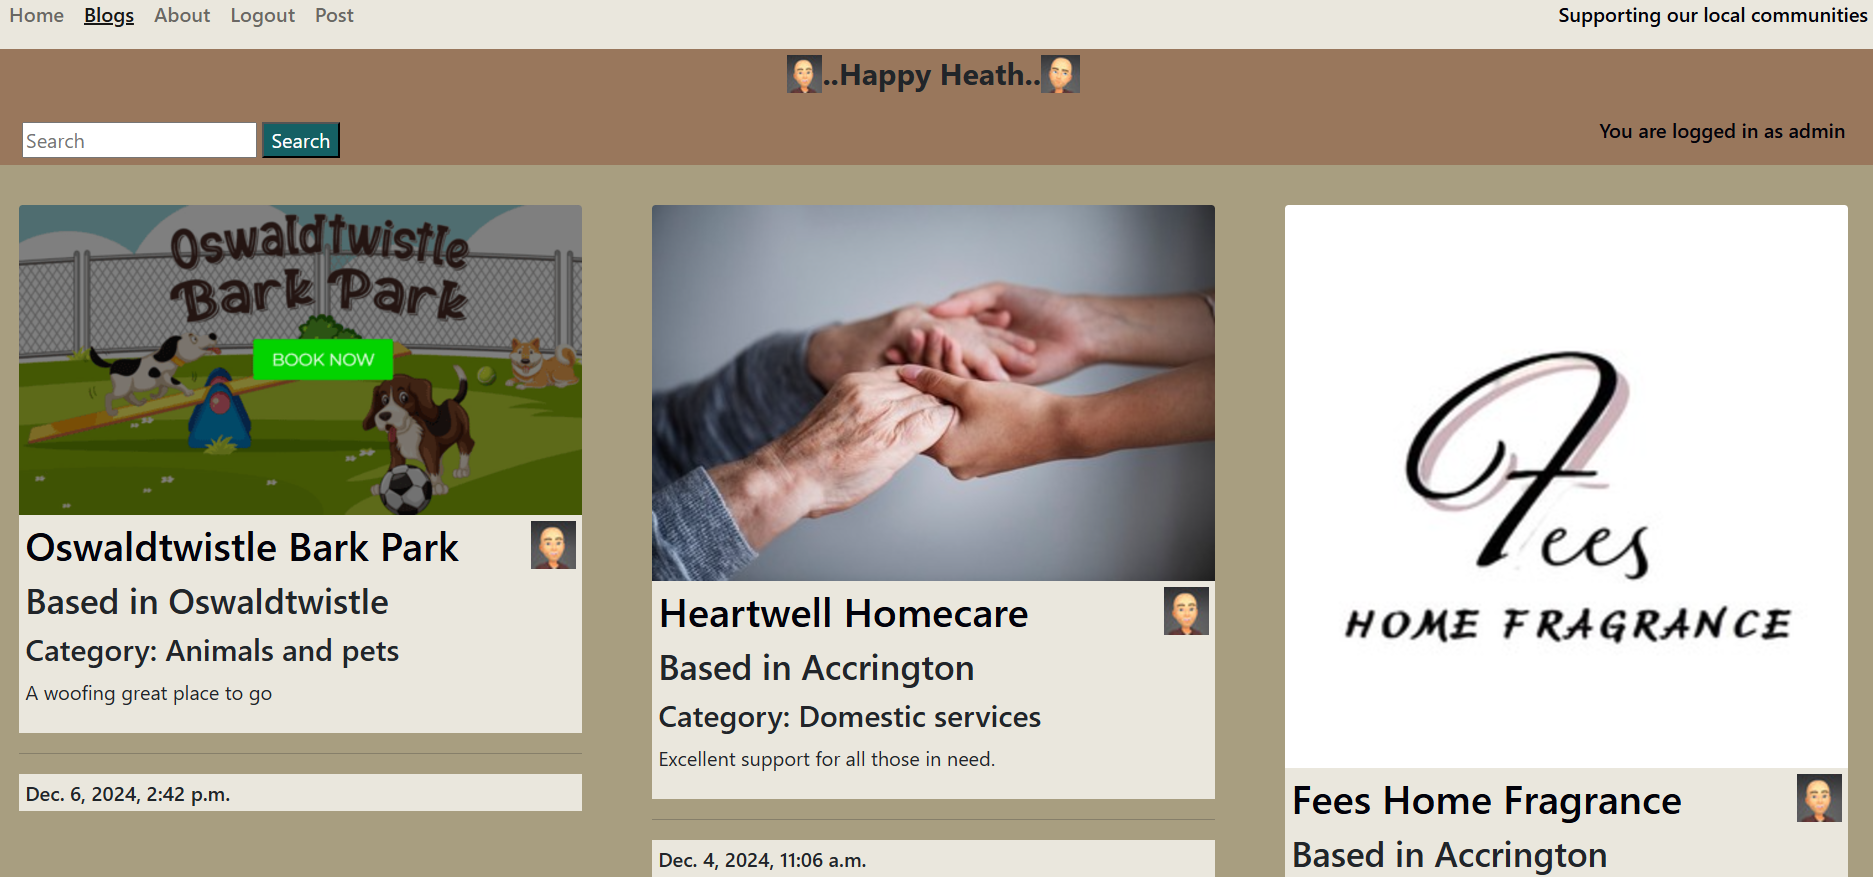 Home Blogs About Logout Post
Supporting our local communities
..Happy Heath..
Search Search
You are logged in as admin
Oswaldtwistle
Bark Park
BOOK NOW
Oswaldtwistle Bark Park
Based in Oswaldtwistle
Category: Animals and pets
A woofing great place to go
Dec. 6, 2024, 2:42 p.m.
Heartwell Homecare
Based in Accrington
Category: Domestic services
Excellent support for all those in need.
Dec. 4, 2024, 11:06 a.m.
Fees
HOME FRAGRANCE
Fees Home Fragrance
Based in Accrington